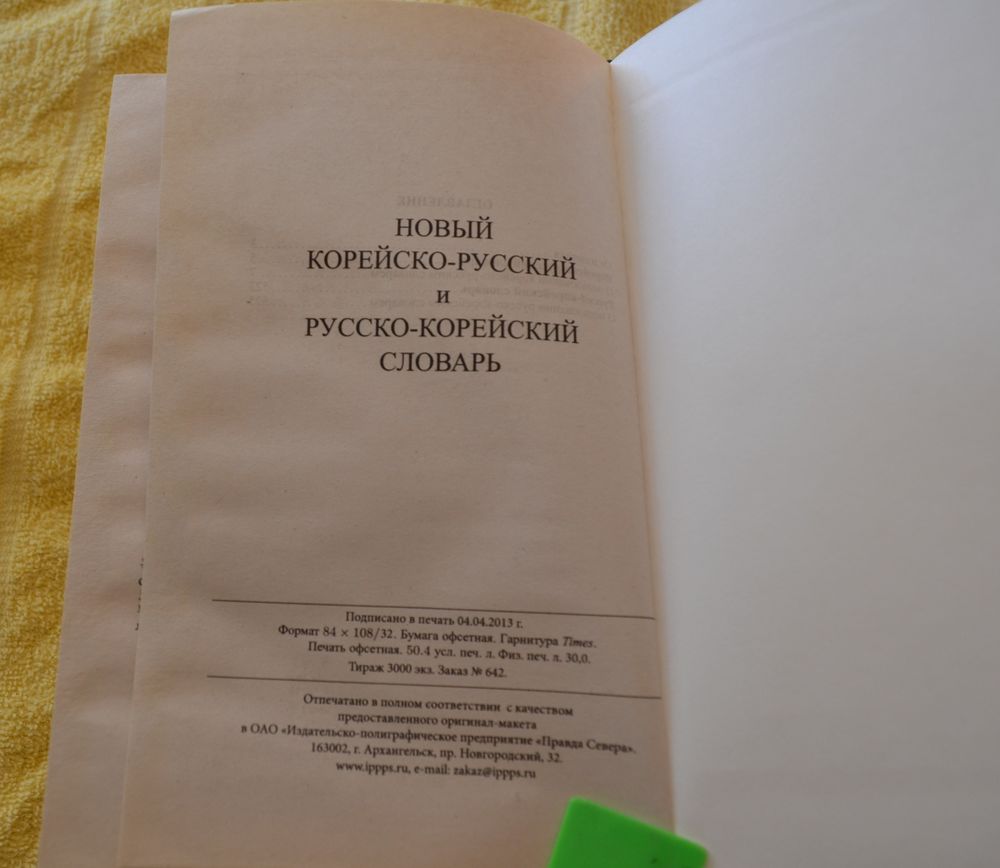 НОВЫЙ
КОРЕЙСКО-РУССКИЙ
и
РУССКО-КОРЕЙСКИЙ
СЛОВАРЬ
Подписано в печать 04.04.2013 г.
Формат 84 × 108/32. Бумага офсетная. Гарнитура Times.
Печать офсетная. 50.4 усл. печ. л. Физ. печ. л. 30,0.
Тираж 3000 экз. Заказ № 642.
Отпечатано в полном соответствии с качеством
предоставленного оригинал-макета
в ОАО «Издательско-полиграфическое предприятие «Правда Севера».
163002, г. Архангельск, пр. Новгородский, 32.
www.ippps.ru, e-mail: zakaz@ippps.ru